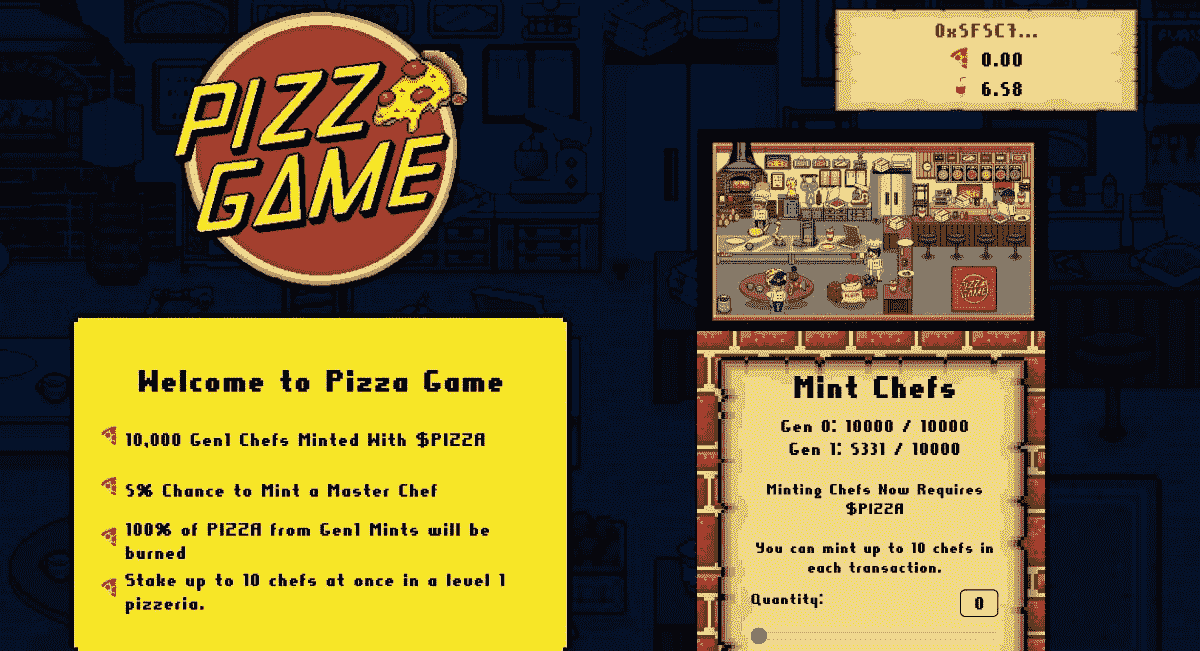 PIZZA
GAME
0x5F5C7...
0.00
6.58
PIZZA
GAME
Welcome to Pizza Game
10,000 Gen1 Chefs Minted With $PIZZA
5% Chance to Mint a Master Chef
100% of PIZZA from Gen1 Mints will be
burned
Stake up to 10 chefs at once in a level 1
pizzeria.
Mint Chefs
Gen 0: 10000 / 10000
Gen 1: 5331 / 10000
Minting Chefs Now Requires
$PIZZA
You can mint up to 10 chefs in
each transaction.
Quantity:
0